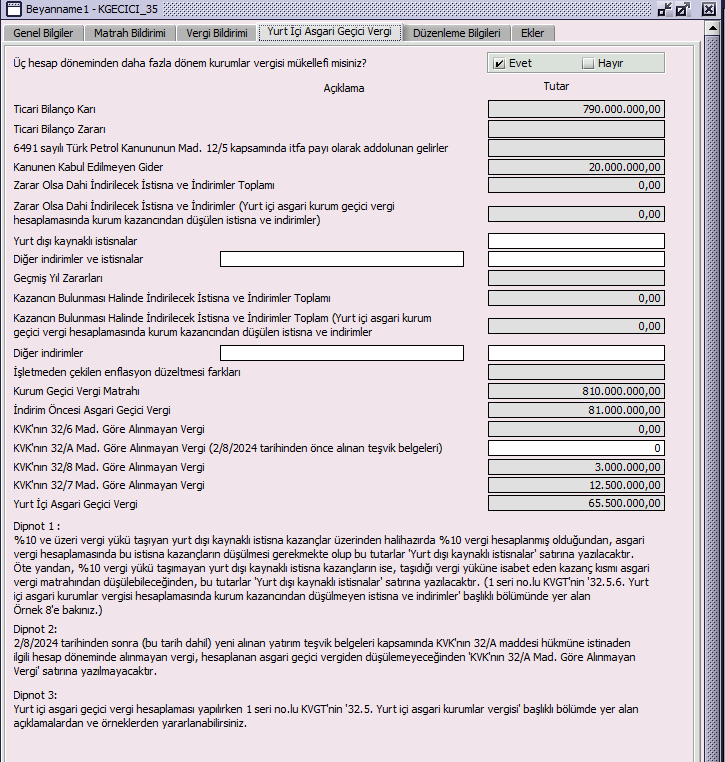 Beyanname1 - KGECICI_35
Genel Bilgiler Matrah Bildirimi Vergi Bildirimi Yurt İçi Asgari Geçici Vergi Düzenleme Bilgileri Ekler
Üç hesap döneminden daha fazla dönem kurumlar vergisi mükellefi misiniz? Evet Hayır
Açıklama Tutar
Ticari Bilanço Karı 790.000.000,00
Ticari Bilanço Zararı
6491 sayılı Türk Petrol Kanununun Mad. 12/5 kapsamında itfa payı olarak addolunan gelirler
Kanunen Kabul Edilmeyen Gider 20.000.000,00
Zarar Olsa Dahi İndirilecek İstisna ve İndirimler Toplamı 0,00
Zarar Olsa Dahi İndirilecek İstisna ve İndirimler (Yurt içi asgari kurum geçici vergi
hesaplamasında kurum kazancından düşülen istisna ve indirimler) 0,00
Yurt dışı kaynaklı istisnalar
Diğer indirimler ve istisnalar
Geçmiş Yıl Zararları
Kazancın Bulunması Halinde İndirilecek İstisna ve İndirimler Toplamı 0,00
Kazancın Bulunması Halinde İndirilecek İstisna ve İndirimler Toplam (Yurt içi asgari kurum
geçici vergi hesaplamasında kurum kazancından düşülen istisna ve indirimler 0,00
Diğer indirimler
İşletmeden çekilen enflasyon düzeltmesi farkları
Kurum Geçici Vergi Matrahı 810.000.000,00
İndirim Öncesi Asgari Geçici Vergi 81.000.000,00
KVK'nın 32/6 Mad. Göre Alınmayan Vergi 0,00
KVK'nın 32/A Mad. Göre Alınmayan Vergi (2/8/2024 tarihinden önce alınan teşvik belgeleri) 0
KVK'nın 32/8 Mad. Göre Alınmayan Vergi 3.000.000,00
KVK'nın 32/7 Mad. Göre Alınmayan Vergi 12.500.000,00
Yurt İçi Asgari Geçici Vergi 65.500.000,00
Dipnot 1 :
%10 ve üzeri vergi yükü taşıyan yurt dışı kaynaklı istisna kazançlar üzerinden halihazırda %10 vergi hesaplanmış olduğundan, asgari
vergi hesaplamasında bu istisna kazançların düşülmesi gerekmekte olup bu tutarlar 'Yurt dışı kaynaklı istisnalar' satırına yazılacaktır.
Öte yandan, %10 vergi yükü taşımayan yurt dışı kaynaklı istisna kazançların ise, taşıdığı vergi yüküne isabet eden kazanç kısmı asgari
vergi matrahından düşülebileceğinden, bu tutarlar 'Yurt dışı kaynaklı istisnalar' satırına yazılacaktır. (1 seri no.lu KVGT'nin '32.5.6. Yurt
içi asgari kurumlar vergisi hesaplamasında kurum kazancından düşülmeyen istisna ve indirimler' başlıklı bölümünde yer alan
Örnek 8'e bakınız.)
Dipnot 2:
2/8/2024 tarihinden sonra (bu tarih dahil) yeni alınan yatırım teşvik belgeleri kapsamında KVK'nın 32/A maddesi hükmüne istinaden
ilgili hesap döneminde alınmayan vergi, hesaplanan asgari geçici vergiden düşülemeyeceğinden 'KVK'nın 32/A Mad. Göre Alınmayan
Vergi' satırına yazılmayacaktır.
Dipnot 3:
Yurt içi asgari geçici vergi hesaplaması yapılırken 1 seri no.lu KVGT'nin '32.5. Yurt içi asgari kurumlar vergisi' başlıklı bölümde yer alan
açıklamalardan ve örneklerden yararlanabilirsiniz.